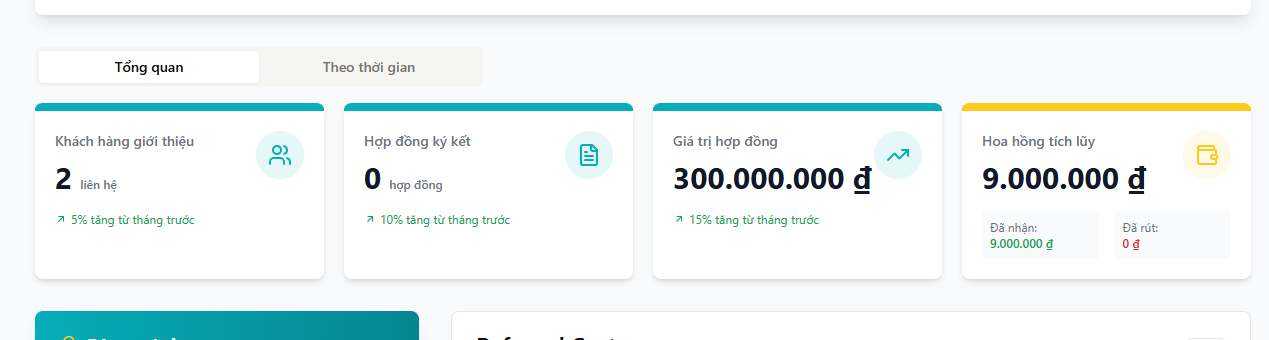 Tổng quan
Theo thời gian
Khách hàng giới thiệu
2 liên hệ
5% tăng từ tháng trước
Hợp đồng ký kết
0 hợp đồng
10% tăng từ tháng trước
Giá trị hợp đồng
300.000.000 ₫
15% tăng từ tháng trước
Hoa hồng tích lũy
9.000.000 ₫
Đã nhận:
9.000.000 ₫
Đã rút:
0 ₫